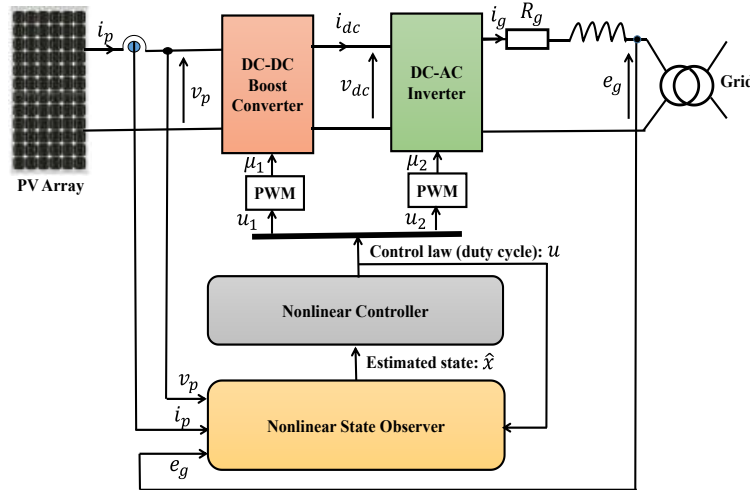 i_p
i_dc
i_g
R_g
DC-DC
Boost
Converter
DC-AC
Inverter
v_p
v_dc
e_g
Grid
PV Array
μ_1
μ_2
PWM
PWM
u_1
u_2
Control law (duty cycle): u
Nonlinear Controller
Estimated state: x̂
v_p
i_p
e_g
Nonlinear State Observer